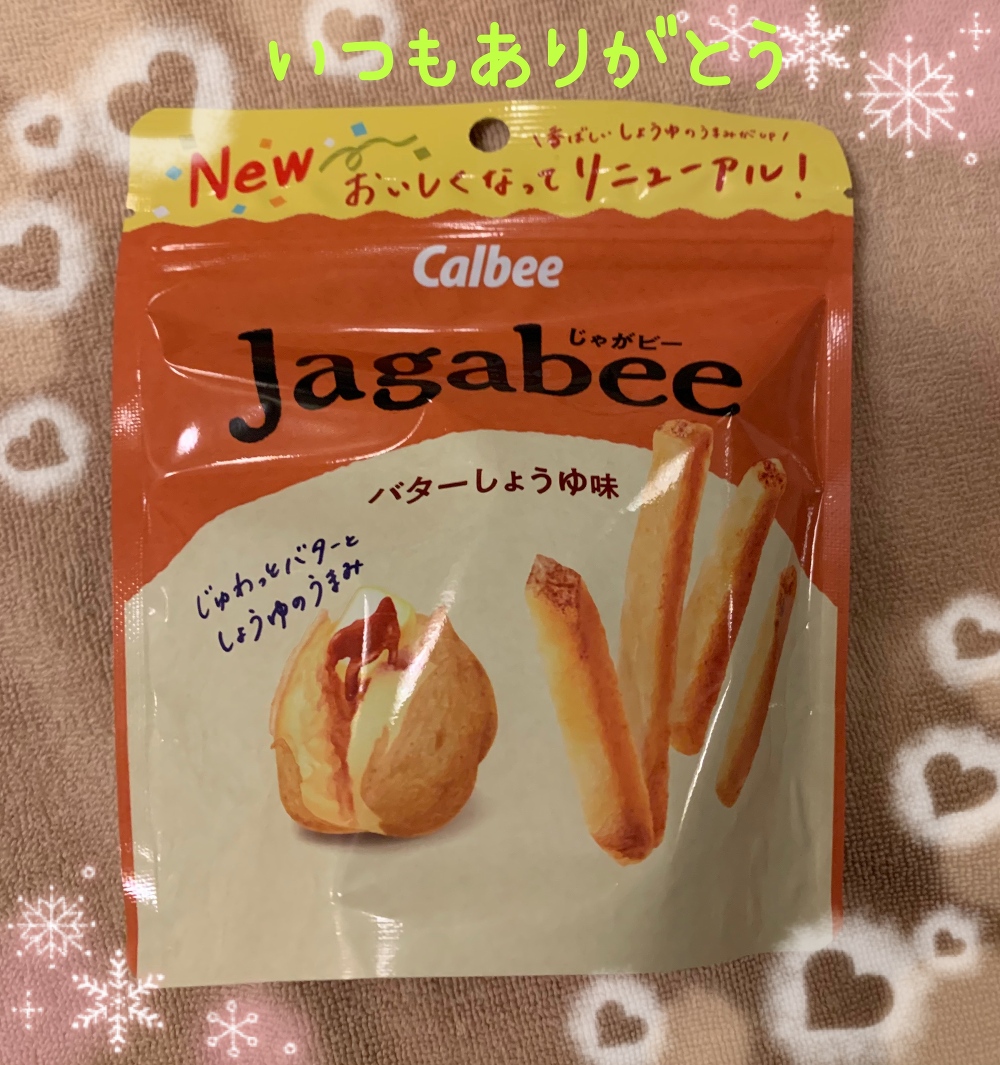 いつもありがとう
\香ばしいしょうゆのうまみがUP/
New
おいしくなってリニューアル!
Calbee
じゃがビー
Jagabee
バターしょうゆ味
じゅわっとバターと
しょうゆのうまみ